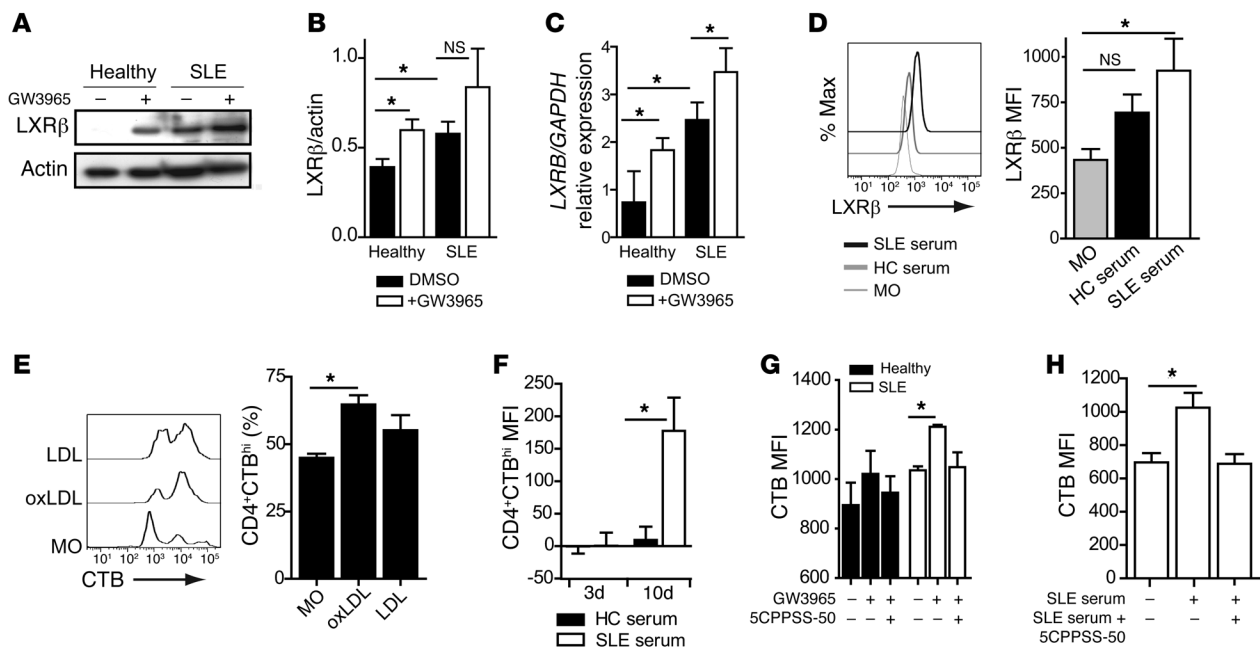 A
Healthy SLE
GW3965 – + – +
LXRβ
Actin
B
LXRβ/actin
1.0
0.5
0.0
*
*
NS
Healthy SLE
DMSO
+GW3965
C
LXRB/GAPDH
relative expression
4
3
2
1
0
*
*
*
Healthy SLE
DMSO
+GW3965
D
% Max
10¹ 10² 10³ 10⁴ 10⁵
LXRβ
SLE serum
HC serum
MO
LXRβ MFI
1000
750
500
250
0
*
NS
MO
HC serum
SLE serum
E
LDL
oxLDL
MO
10¹ 10² 10³ 10⁴ 10⁵
CTB
CD4⁺CTBʰⁱ (%)
75
50
25
0
*
MO
oxLDL
LDL
F
CD4⁺CTBʰⁱ MFI
250
200
150
100
50
0
-50
*
3d 10d
HC serum
SLE serum
G
Healthy
SLE
CTB MFI
1400
1200
1000
800
600
*
GW3965 – + + – + +
5CPPSS-50 – – + – – +
H
CTB MFI
1200
1000
800
600
400
200
0
*
SLE serum – + +
SLE serum + – – +
5CPPSS-50